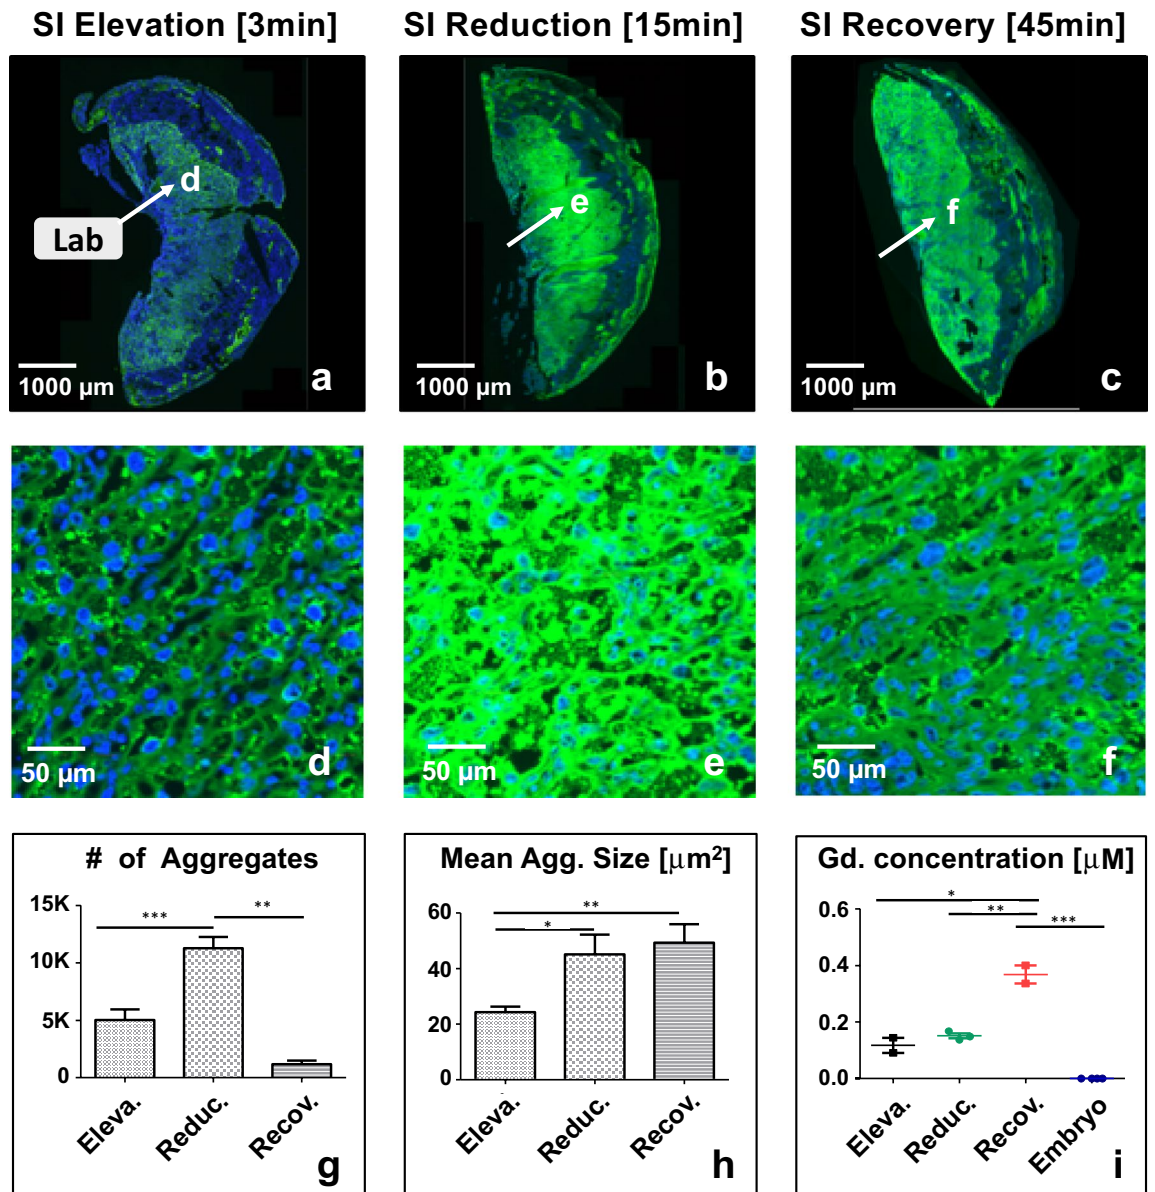 SI Elevation [3min]
SI Reduction [15min]
SI Recovery [45min]
d
Lab
1000 µm
a
e
1000 µm
b
f
1000 µm
c
50 µm
d
50 µm
e
50 µm
f
# of Aggregates
15K
10K
5K
0
***
**
Eleva.
Reduc.
Recov.
g
Mean Agg. Size [µm²]
60
40
20
0
**
*
Eleva.
Reduc.
Recov.
h
Gd. concentration [µM]
0.6
0.4
0.2
0.0
*
**
***
Eleva.
Reduc.
Recov.
Embryo
i